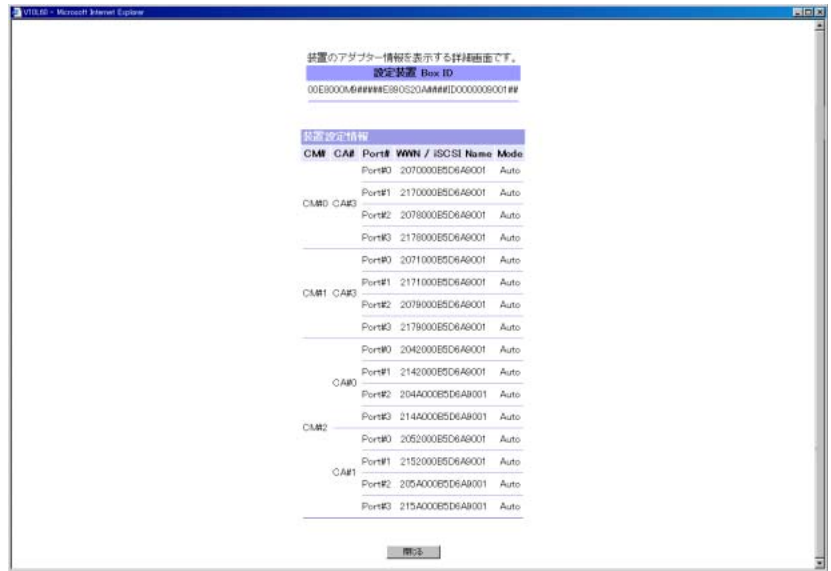 VTOL60 - Microsoft Internet Explorer
装置のアダプター情報を表示する詳細画面です。
設定装置 Box ID
00E8000M9#####E890S20A####ID0000009001##
装置設定情報
CM# CA# Port# WWN / iSCSI Name Mode
CM#0 CA#3 Port#0 2070000B5D6A9001 Auto
Port#1 2170000B5D6A9001 Auto
Port#2 2078000B5D6A9001 Auto
Port#3 2178000B5D6A9001 Auto
CM#1 CA#3 Port#0 2071000B5D6A9001 Auto
Port#1 2171000B5D6A9001 Auto
Port#2 2079000B5D6A9001 Auto
Port#3 2179000B5D6A9001 Auto
CM#2 CA#0 Port#0 2042000B5D6A9001 Auto
Port#1 2142000B5D6A9001 Auto
Port#2 204A000B5D6A9001 Auto
Port#3 214A000B5D6A9001 Auto
CA#1 Port#0 2052000B5D6A9001 Auto
Port#1 2152000B5D6A9001 Auto
Port#2 205A000B5D6A9001 Auto
Port#3 215A000B5D6A9001 Auto
閉じる